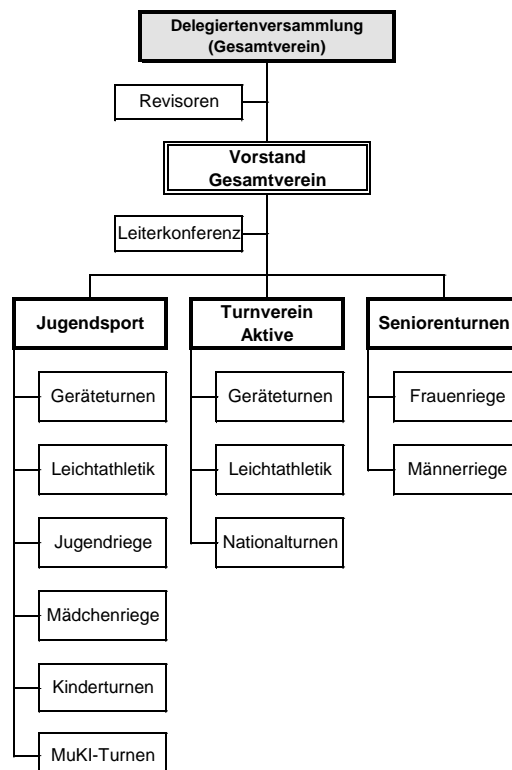 Delegiertenversammlung
(Gesamtverein)
Revisoren
Vorstand
Gesamtverein
Leiterkonferenz
Jugendsport
Turnverein
Aktive
Seniorenturnen
Geräteturnen
Geräteturnen
Frauenriege
Leichtathletik
Leichtathletik
Männerriege
Jugendriege
Nationalturnen
Mädchenriege
Kinderturnen
MuKI-Turnen